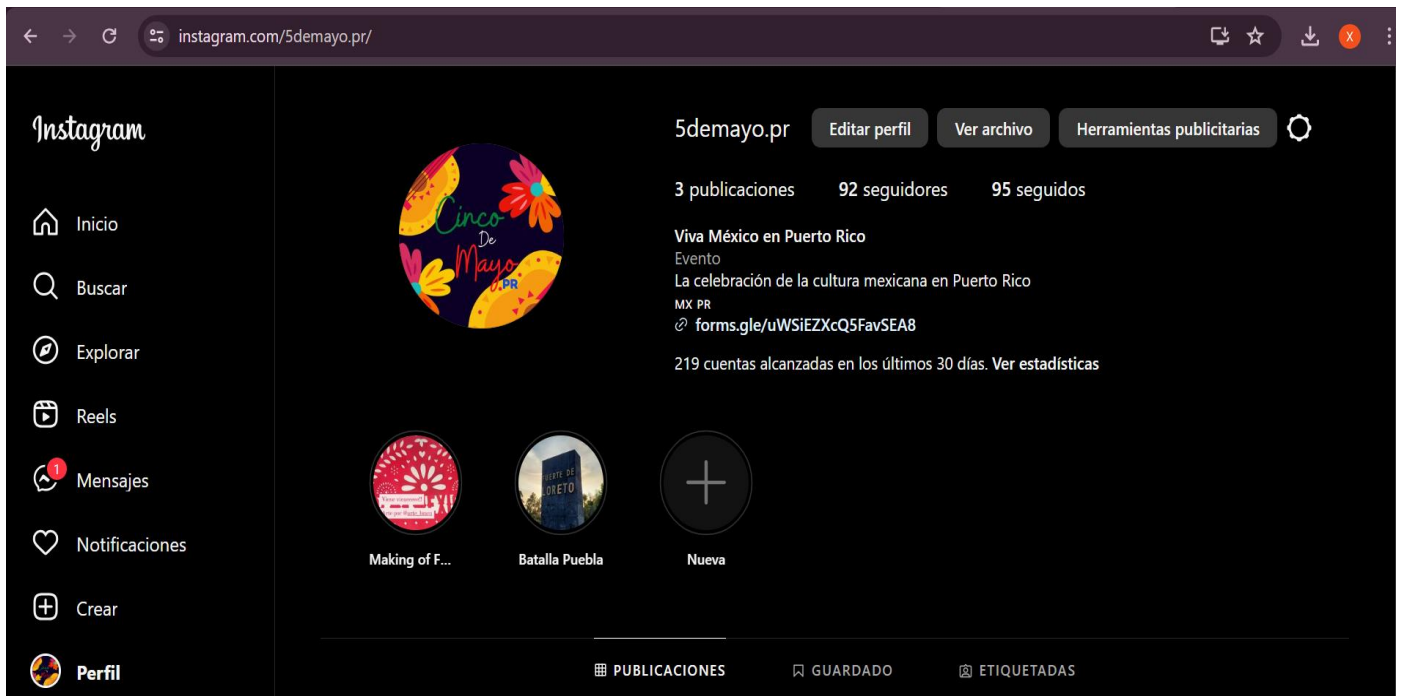 instagram.com/5demayo.pr/
X
Instagram
Inicio
Buscar
Explorar
Reels
1
Mensajes
Notificaciones
Crear
Perfil
Cinco
De
Mayo
.PR
5demayo.pr Editar perfil Ver archivo Herramientas publicitarias
3 publicaciones 92 seguidores 95 seguidos
Viva México en Puerto Rico
Evento
La celebración de la cultura mexicana en Puerto Rico
MX PR
forms.gle/uWSiEZXcQ5FavSEA8
219 cuentas alcanzadas en los últimos 30 días. Ver estadísticas
Making of F... Batalla Puebla Nueva
PUBLICACIONES GUARDADO ETIQUETADAS